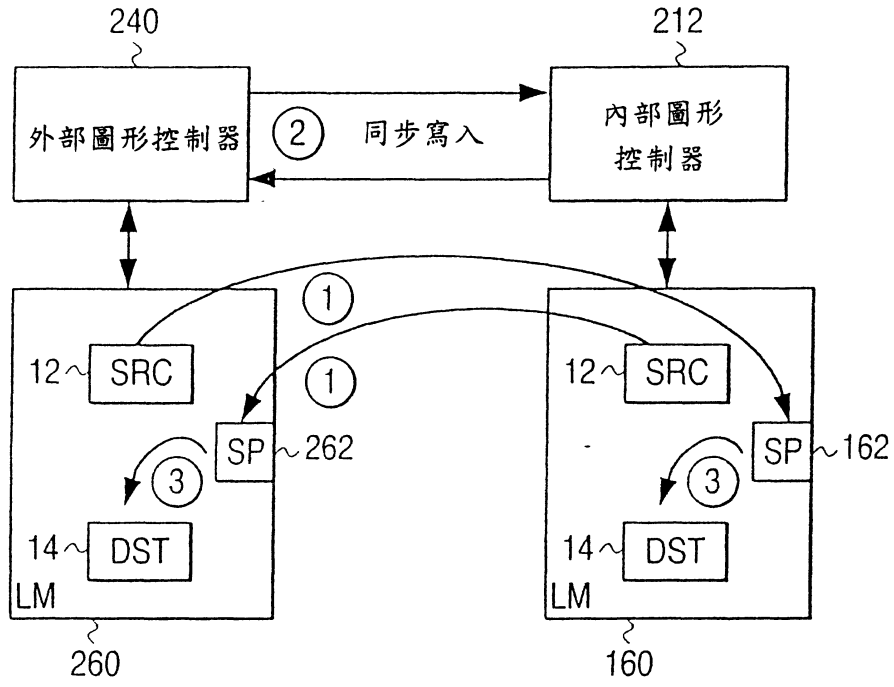 240
212
外部圖形控制器
② 同步寫入
內部圖形
控制器
①
①
12 SRC
12 SRC
SP 262
SP 162
③
③
14 DST
14 DST
LM
LM
260
160